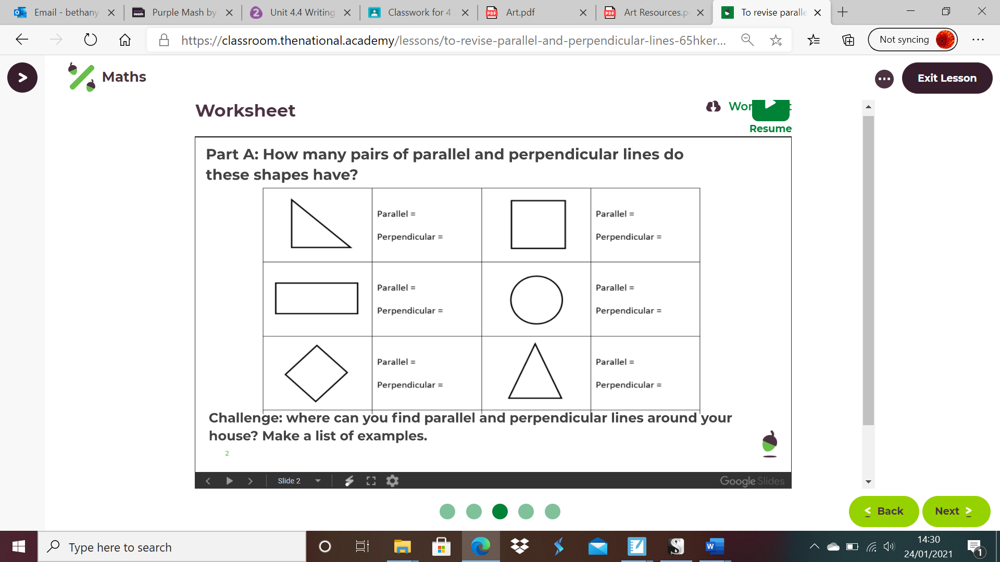 Email - bethany
Purple Mash by
Unit 4.4 Writing
Classwork for 4
Art.pdf
Art Resources.p
To revise paralle
https://classroom.thenational.academy/lessons/to-revise-parallel-and-perpendicular-lines-65hker...
Not syncing
Maths
Exit Lesson
Worksheet
Resume
Part A: How many pairs of parallel and perpendicular lines do
these shapes have?
Parallel =
Parallel =
Perpendicular =
Perpendicular =
Parallel =
Parallel =
Perpendicular =
Perpendicular =
Parallel =
Parallel =
Perpendicular =
Perpendicular =
Challenge: where can you find parallel and perpendicular lines around your
house? Make a list of examples.
2
Slide 2
Google Slides
< Back
Next >
Type here to search
14:30
24/01/2021
1